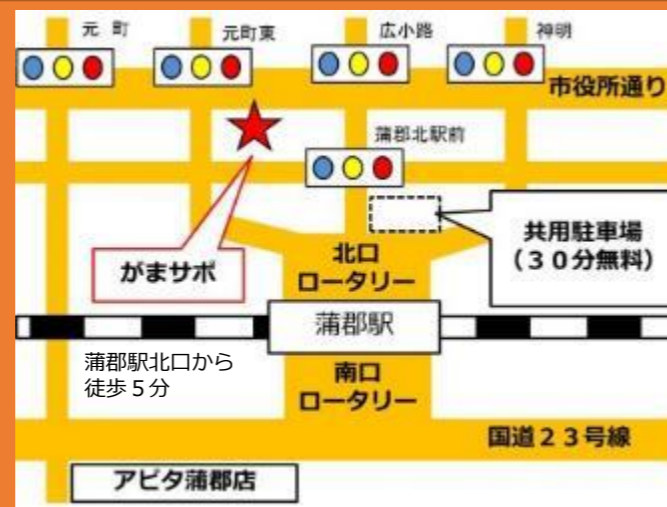 元 町
元町東
広小路
神明
市役所通り
蒲郡北駅前
共用駐車場
（３０分無料）
がまサポ
北口
ロータリー
蒲郡駅
蒲郡駅北口から
徒歩５分
南口
ロータリー
国道２３号線
アピタ蒲郡店